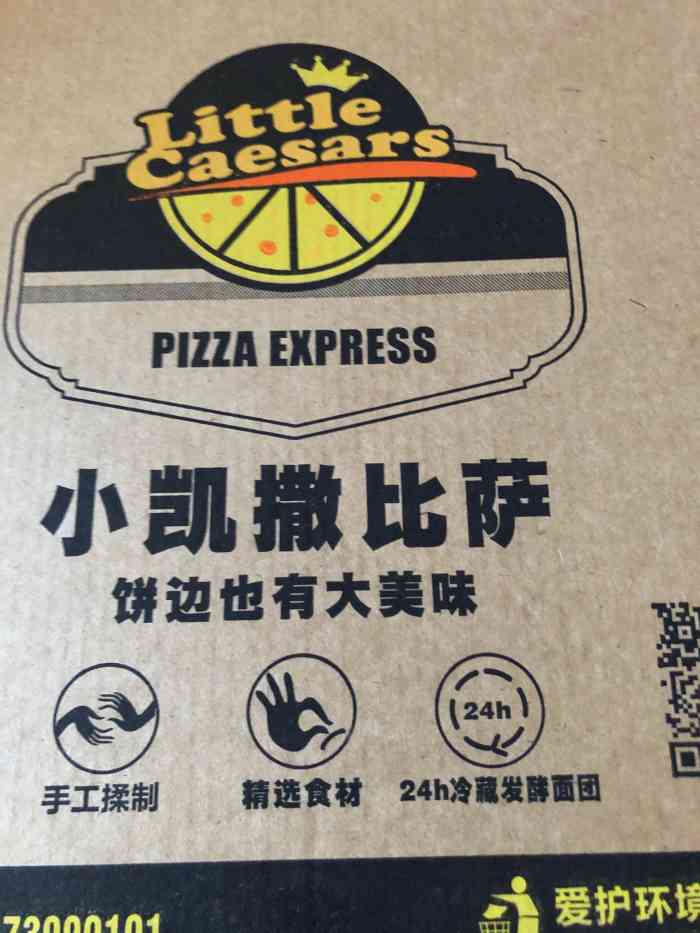 Little
Caesars
PIZZA EXPRESS
小凯撒比萨
饼边也有大美味
24h
手工揉制
精选食材
24h冷藏发酵面团
73000101
爱护环境